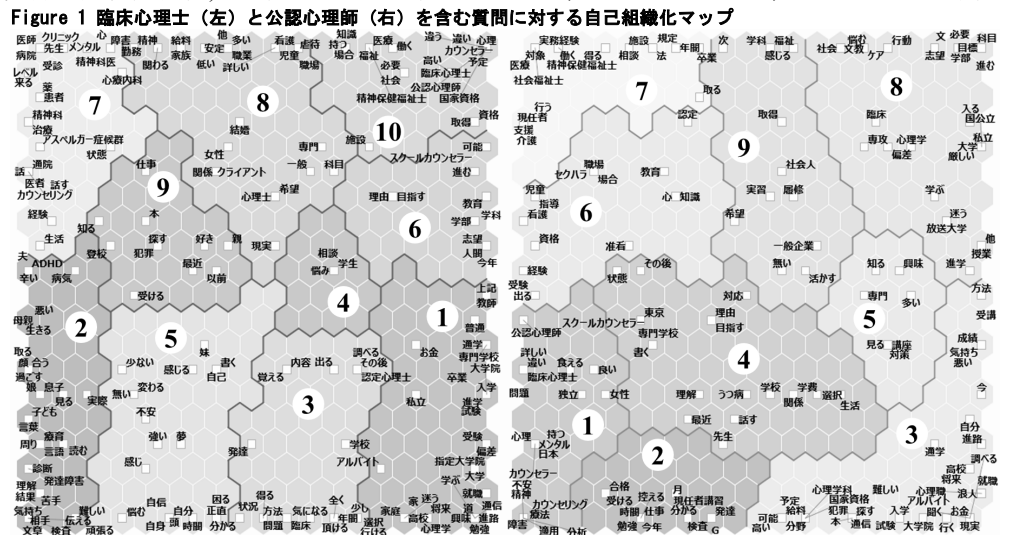 Figure 1 臨床心理士（左）と公認心理師（右）を含む質問に対する自己組織化マップ
医師 クリニック 心 障害 精神 給料 他 多い 看護 虐待 持つ 知識 医療 働く 違う 違い 心理
病院 先生 メンタル 勤務 関わる 家族 安定 職業 児童 職場 場合 福祉 必要 高い カウンセラー 予定
受診 精神科医 低い 詳しい 社会 臨床心理士
レベル 来る 心療内科 公認心理師
薬 患者 精神保健福祉士 国家資格
7 8 資格
精神科 結婚 10 取得
治療 アスペルガー症候群 施設 可能
状態 女性 専門 スクールカウンセラー
話 通院 仕事 関係 クライアント 一般 科目 進む
医者 話す 9 希望
カウンセリング 心理士 理由 目指す 教育
経験 本 学科
知る 6 学部
生活 登校 探す 好き 親 現実 相談 志望
夫 犯罪 学生 人間
ADHD 最近 以前 悩み 今年
辛い 病気
受ける 4 上記
悪い 教師
母親 2 5 1 普通
生きる
取る 妹 調べる お金 通学
顔 合う 少ない 感じる 書く 内容 出る その後 専門学校
過ごす 自己 覚える 認定心理士 卒業 大学院
娘 息子 変わる 入学
見る 実際 無い 3 私立 進学
子ども 不安 試験
言葉
周り 療育 強い 夢 学校 受験
言語 読む 発達 偏差
診断 感じ アルバイト 指定大学院
発達障害 学ぶ 大学
理解 得る 就職
結果 苦手 自信 困る 状況 全く 家 迷う
気持ち 難しい 悩む 頭 正直 方法 気になる 年間 少し 家庭 将来 道 通信
相手 伝える 自身 時間 分かる 問題 臨床 頂ける 選択 高校 興味 進路
文章 検査 頑張る 行ける 心理学 勉強
実務経験 施設 規定 次 学科 福祉 悩む 行動 文 必要 科目
対象 働く 得る 相談 法 年間 卒業 感じる 社会 文教 ケア 志望 目標
医療 精神保健福祉士 学部 進む
社会福祉士 7 取る 8
行う 入る
現任者 認定 取得 臨床 国公立
支援 9 専攻 心理学 私立
介護 偏差 大学
職場 社会人 厳しい
セクハラ 場合 教育
児童 心 知識 実習 履修 学ぶ
指導 6 希望 迷う
看護 放送大学
資格 准看 一般企業 他
その後 授業
経験 状態 無い 活かす 知る 興味 進学
受験 対応 専門 方法
出る 東京 理由 多い
スクールカウンセラー 目指す 5 受講
公認心理師 専門学校
詳しい 書く 見る 講座 成績
違い 食える 4 対策 気持ち
臨床心理士 良い 悪い
問題 独立 女性 理解 うつ病 学校 学費 今
関係 選択 生活
1 最近 話す 3 自分
心理 持つ 先生 進路
メンタル 2 通学
日本 調べる
カウンセラー 高校
不安 合格 月 心理学科 難しい 心理職 就職
精神 受ける 控える 現任者講習 予定 国家資格 アルバイト 浪人
カウンセリング 時間 仕事 分かる 発達 可能 犯罪 探す 入学 聞く お金
障害 療法 勉強 今年 検査 G 高い 分野 本 通信 試験 大学院 行く 現実
適用 分析